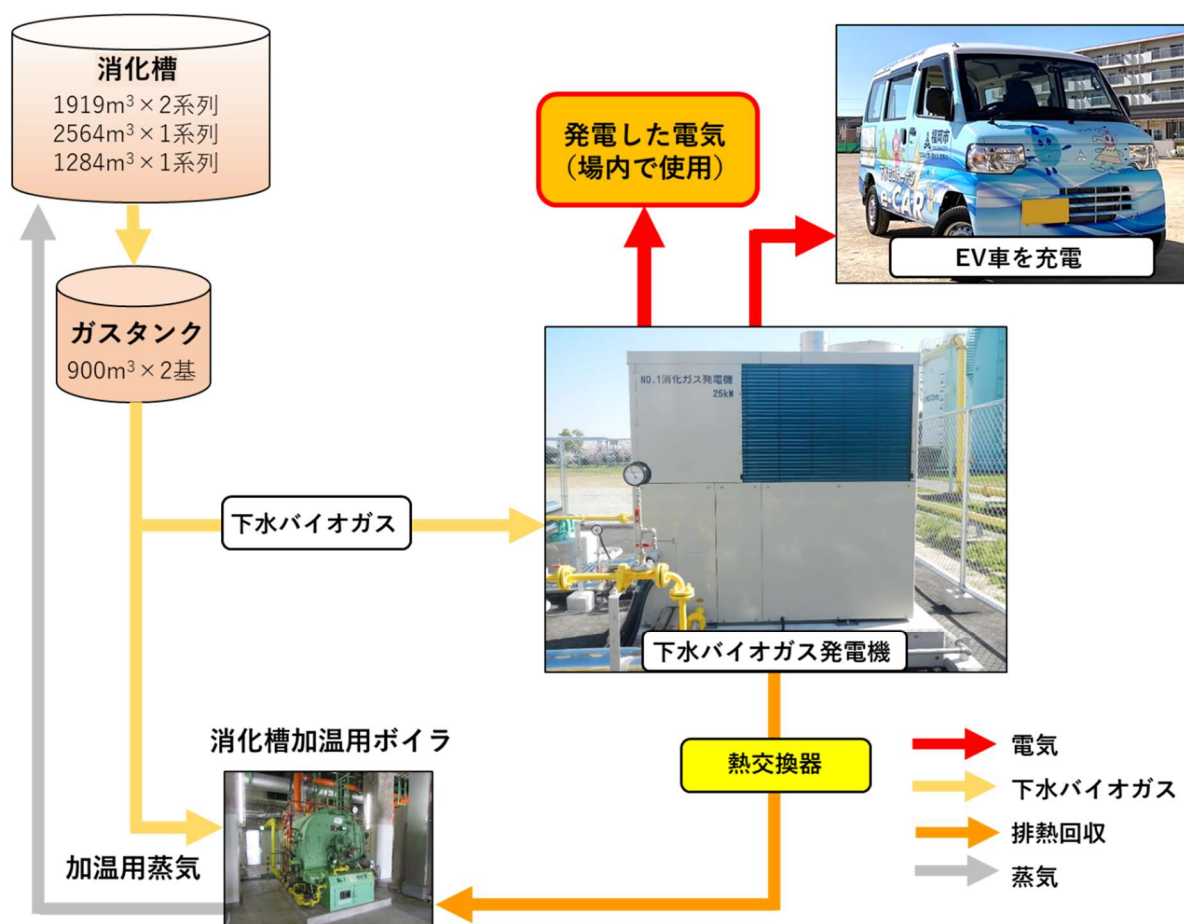 消化槽
1919m³×2系列
2564m³×1系列
1284m³×1系列
発電した電気
（場内で使用）
福岡市
e-CAR
EV車を充電
ガスタンク
900m³×2基
NO.1消化ガス発電機
25kW
下水バイオガス
下水バイオガス発電機
消化槽加温用ボイラ
熱交換器
電気
下水バイオガス
排熱回収
蒸気
加温用蒸気